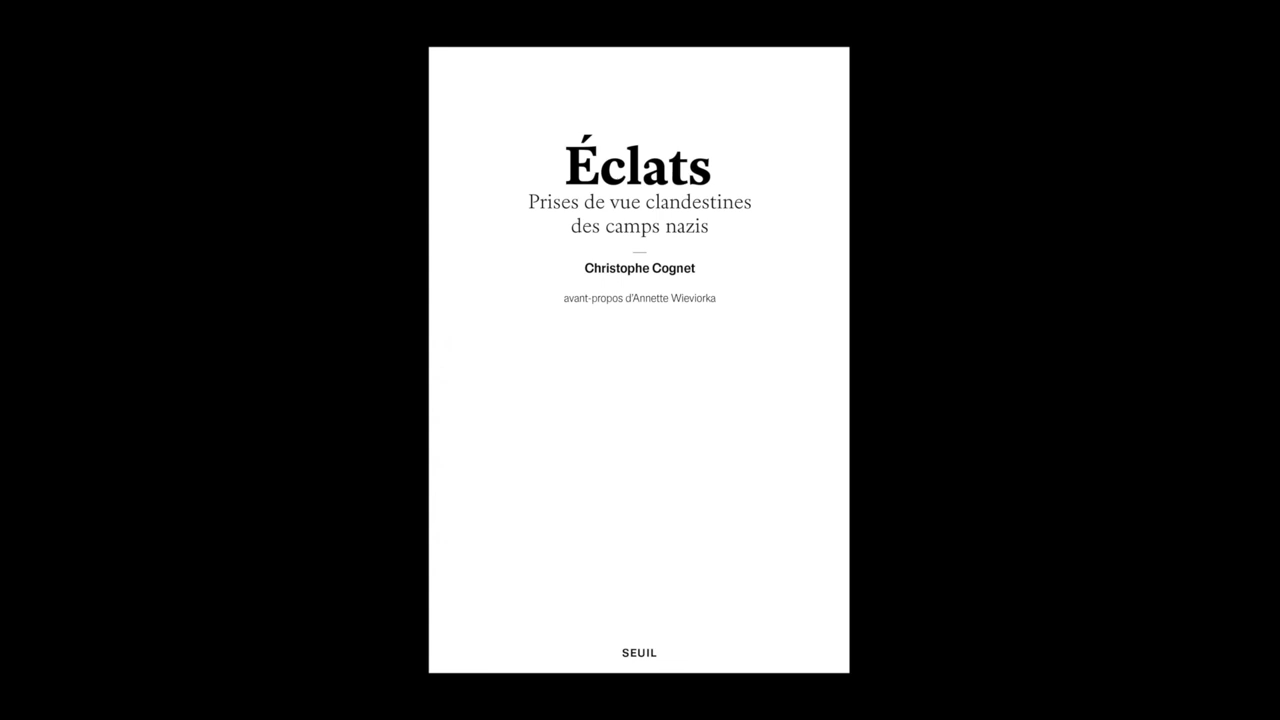 Éclats
Prises de vue clandestines
des camps nazis
Christophe Cognet
avant-propos d'Annette Wieviorka
SEUIL